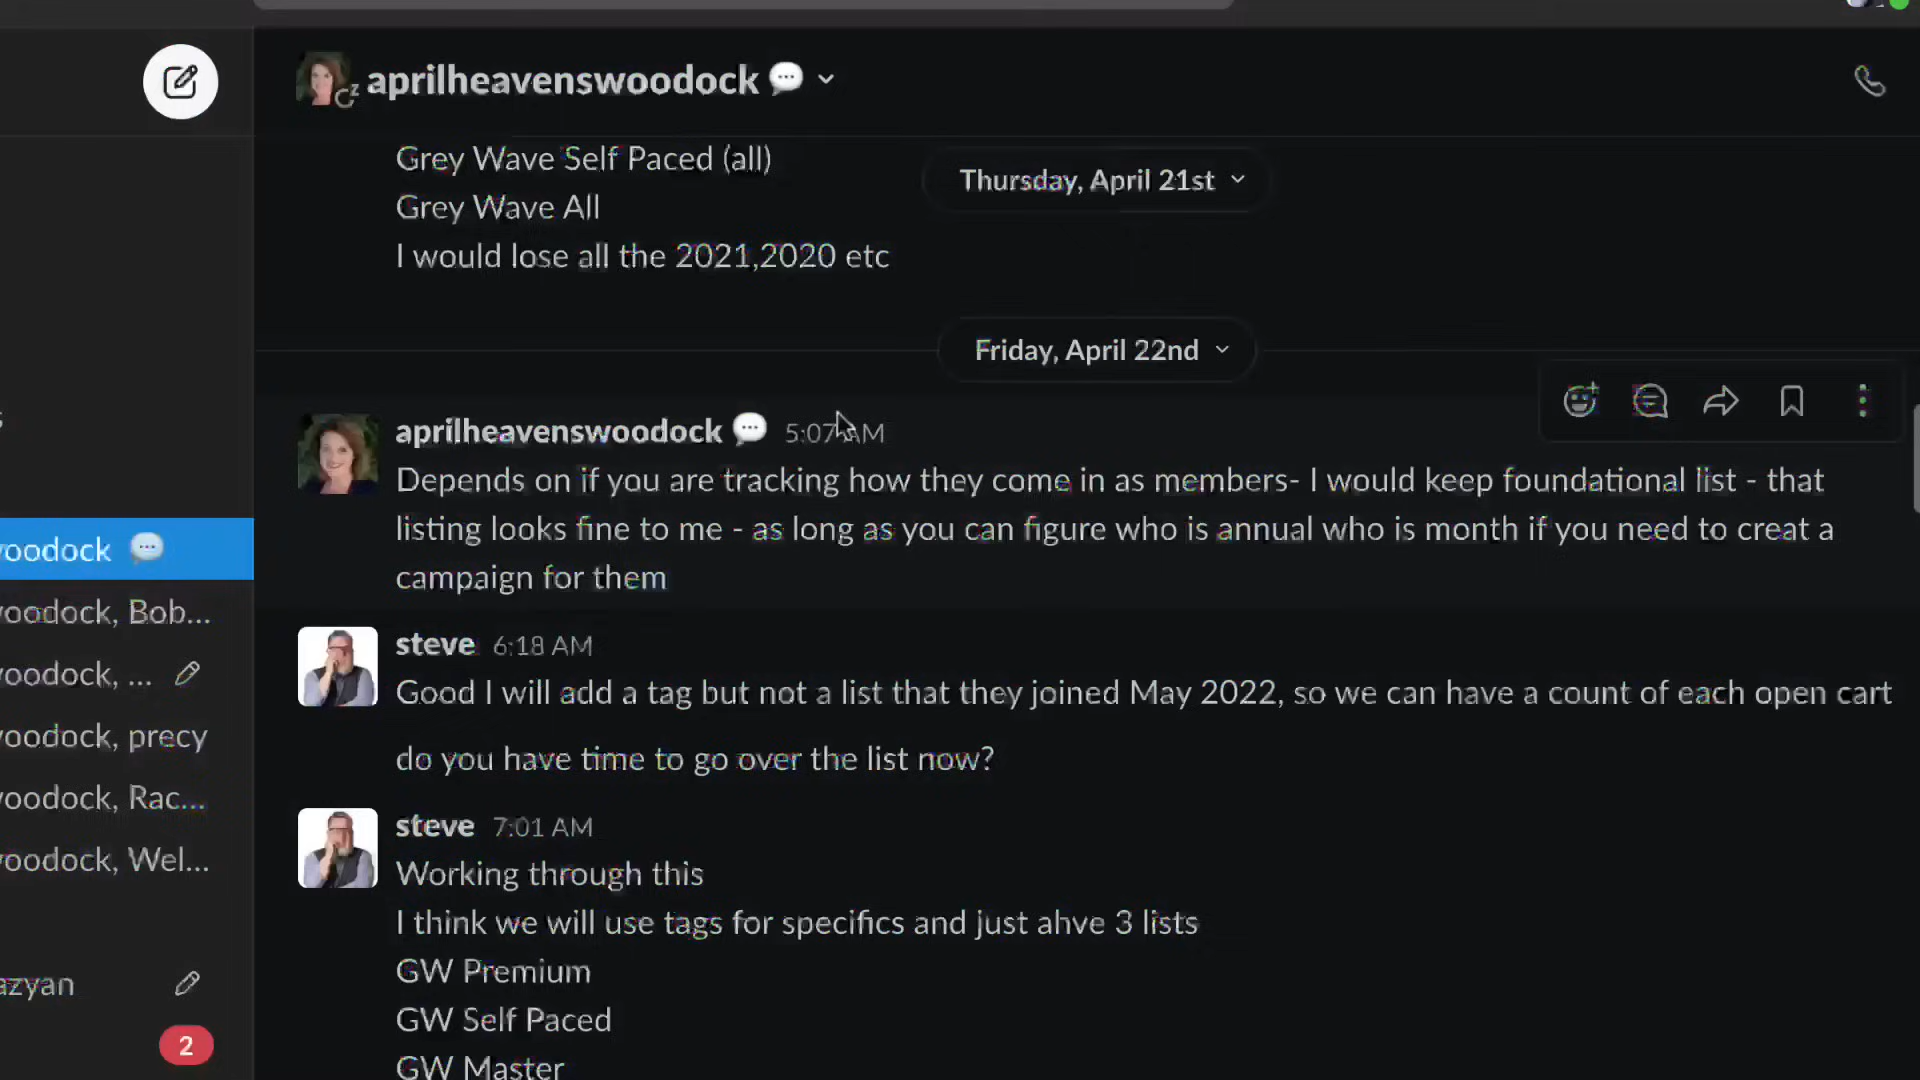 aprilheavenswoodock
Grey Wave Self Paced (all)
Thursday, April 21st
Grey Wave All
I would lose all the 2021,2020 etc
Friday, April 22nd
aprilheavenswoodock 5:07 AM
Depends on if you are tracking how they come in as members- I would keep foundational list - that
listing looks fine to me - as long as you can figure who is annual who is month if you need to creat a
campaign for them
steve 6:18 AM
Good I will add a tag but not a list that they joined May 2022, so we can have a count of each open cart
do you have time to go over the list now?
steve 7:01 AM
Working through this
I think we will use tags for specifics and just ahve 3 lists
GW Premium
GW Self Paced
GW Master
oodock
oodock, Bob...
oodock, ...
oodock, precy
oodock, Rac...
oodock, Wel...
azyan
2